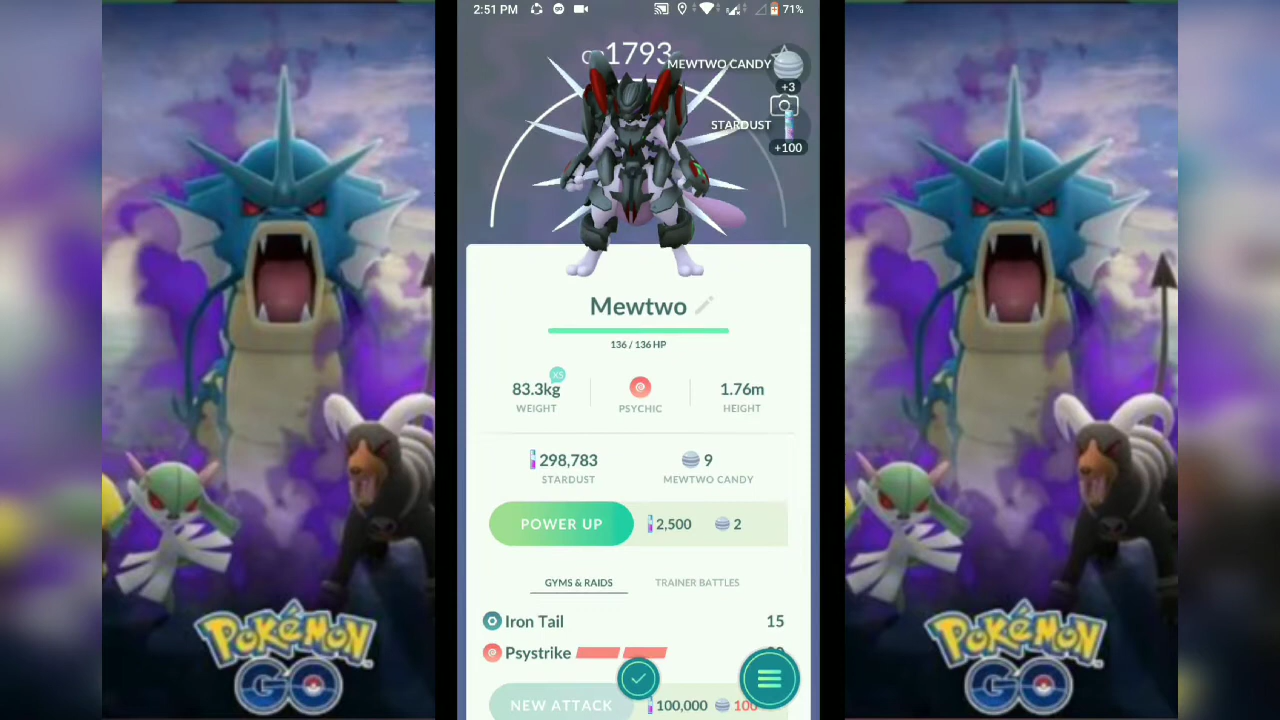 2:51 PM
71%
CP1793
MEWTWO CANDY
+3
STARDUST
+100
Mewtwo
136 / 136 HP
XS
83.3kg
WEIGHT
PSYCHIC
1.76m
HEIGHT
298,783
STARDUST
9
MEWTWO CANDY
POWER UP
2,500
2
GYMS & RAIDS
TRAINER BATTLES
Iron Tail
15
Psystrike
NEW ATTACK
100,000
100
POKÉMON
GO
POKÉMON
GO